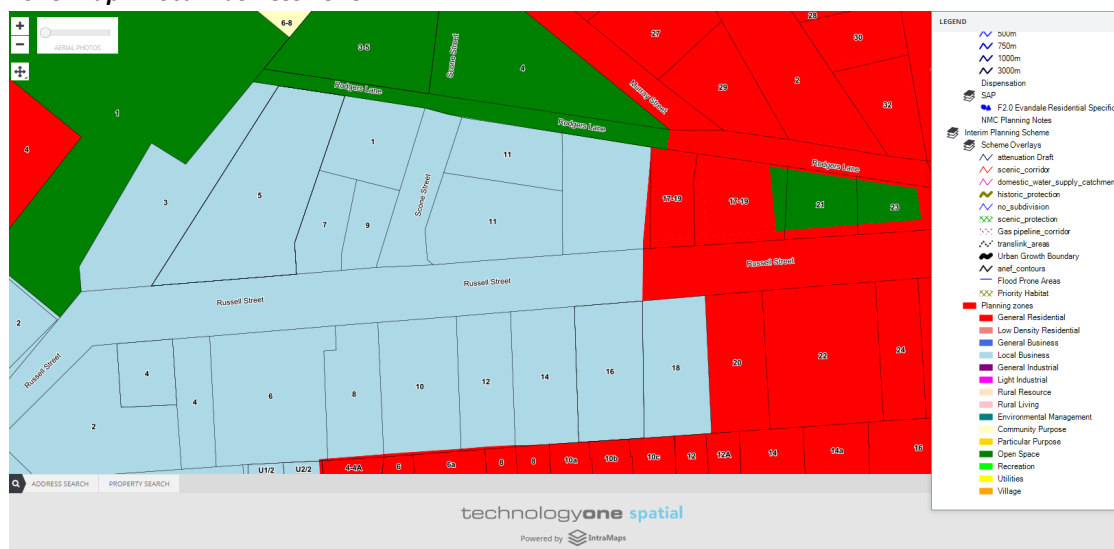 6-8
28
27
30
3-5
Scone Street
4
2
Murray Street
29
Rodgers Lane
32
1
Rodgers Lane
1
11
4
Rodgers Lane
3
5
Scone Street
17-19
17-19
21
23
7
9
11
Russell Street
Russell Street
Russell Street
2
Russell Street
4
4
6
8
10
12
14
16
18
20
22
24
2
U1/2
U2/2
4-4A
6
6a
8
8
10a
10b
10c
12
12A
14
14a
16
AERIAL PHOTOS
LEGEND
500m
750m
1000m
3000m
Dispensation
SAP
F2.0 Evandale Residential Specific
NMC Planning Notes
Interim Planning Scheme
Scheme Overlays
attenuation Draft
scenic_corridor
domestic_water_supply_catchmen
historic_protection
no_subdivision
scenic_protection
Gas pipeline_corridor
translink_areas
Urban Growth Boundary
anef_contours
Flood Prone Areas
Priority Habitat
Planning zones
General Residential
Low Density Residential
General Business
Local Business
General Industrial
Light Industrial
Rural Resource
Rural Living
Environmental Management
Community Purpose
Particular Purpose
Open Space
Recreation
Utilities
Village
ADDRESS SEARCH
PROPERTY SEARCH
technologyone spatial
Powered by IntraMaps